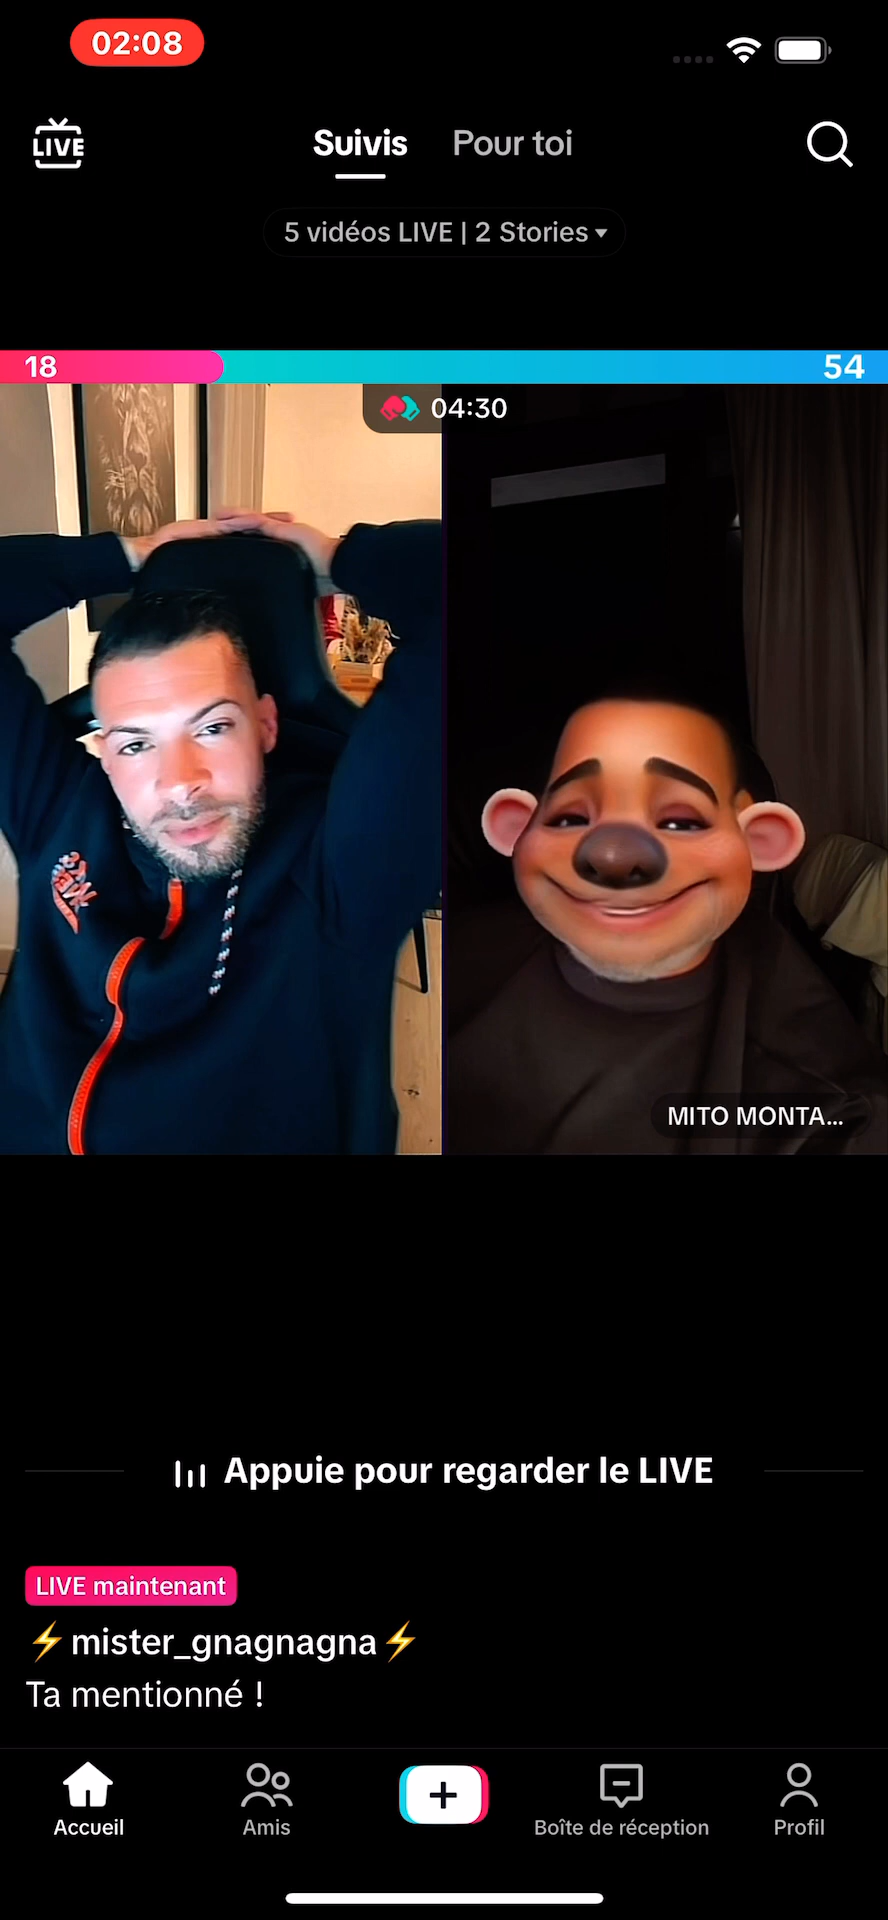 02:08
LIVE
Suivis Pour toi
5 vidéos LIVE | 2 Stories
18
54
04:30
MITO MONTA...
Appuie pour regarder le LIVE
LIVE maintenant
⚡mister_gnagnagna⚡
Ta mentionné !
Accueil
Amis
Boîte de réception
Profil